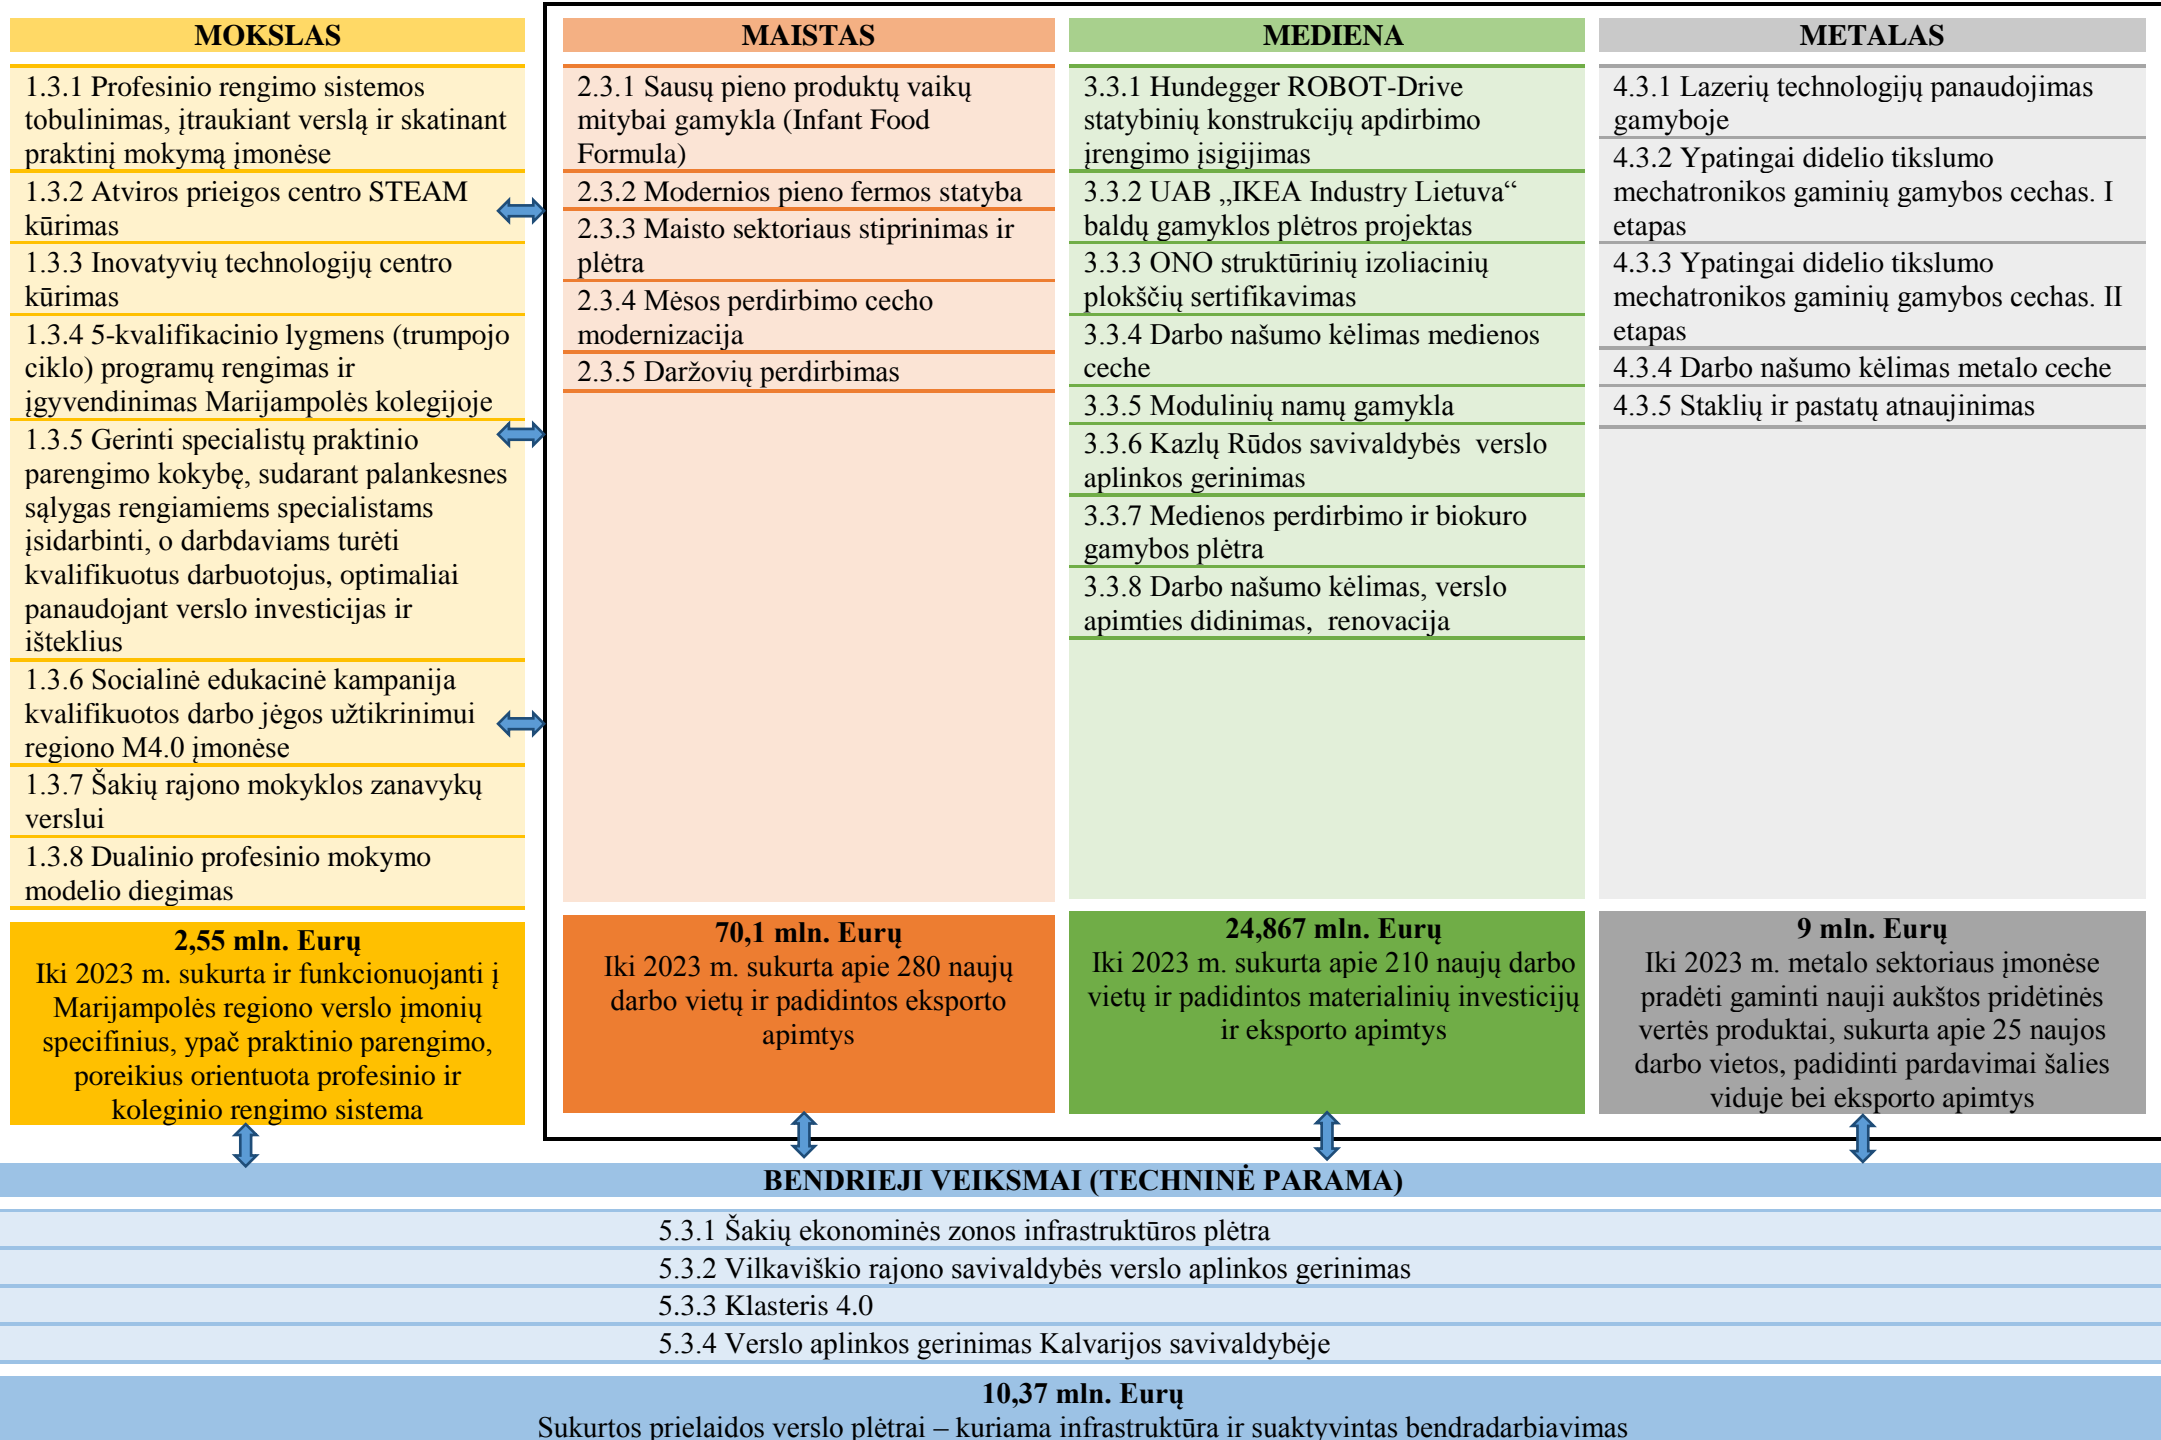 MOKSLAS
1.3.1 Profesinio rengimo sistemos
tobulinimas, įtraukiant verslą ir skatinant
praktinį mokymą įmonėse
1.3.2 Atviros prieigos centro STEAM
kūrimas
1.3.3 Inovatyvių technologijų centro
kūrimas
1.3.4 5-kvalifikacinio lygmens (trumpojo
ciklo) programų rengimas ir
įgyvendinimas Marijampolės kolegijoje
1.3.5 Gerinti specialistų praktinio
parengimo kokybę, sudarant palankesnes
sąlygas rengiamiems specialistams
įsidarbinti, o darbdaviams turėti
kvalifikuotus darbuotojus, optimaliai
panaudojant verslo investicijas ir
išteklius
1.3.6 Socialinė edukacinė kampanija
kvalifikuotos darbo jėgos užtikrinimui
regiono M4.0 įmonėse
1.3.7 Šakių rajono mokyklos zanavykų
verslui
1.3.8 Dualinio profesinio mokymo
modelio diegimas
2,55 mln. Eurų
Iki 2023 m. sukurta ir funkcionuojanti į
Marijampolės regiono verslo įmonių
specifinius, ypač praktinio parengimo,
poreikius orientuota profesinio ir
koleginio rengimo sistema
MAISTAS
2.3.1 Sausų pieno produktų vaikų
mitybai gamykla (Infant Food
Formula)
2.3.2 Modernios pieno fermos statyba
2.3.3 Maisto sektoriaus stiprinimas ir
plėtra
2.3.4 Mėsos perdirbimo cecho
modernizacija
2.3.5 Daržovių perdirbimas
70,1 mln. Eurų
Iki 2023 m. sukurta apie 280 naujų
darbo vietų ir padidintos eksporto
apimtys
MEDIENA
3.3.1 Hundegger ROBOT-Drive
statybinių konstrukcijų apdirbimo
įrengimo įsigijimas
3.3.2 UAB „IKEA Industry Lietuva“
baldų gamyklos plėtros projektas
3.3.3 ONO struktūrinių izoliacinių
plokščių sertifikavimas
3.3.4 Darbo našumo kėlimas medienos
ceche
3.3.5 Modulinių namų gamykla
3.3.6 Kazlų Rūdos savivaldybės  verslo
aplinkos gerinimas
3.3.7 Medienos perdirbimo ir biokuro
gamybos plėtra
3.3.8 Darbo našumo kėlimas, verslo
apimties didinimas,  renovacija
24,867 mln. Eurų
Iki 2023 m. sukurta apie 210 naujų darbo
vietų ir padidintos materialinių investicijų
ir eksporto apimtys
METALAS
4.3.1 Lazerių technologijų panaudojimas
gamyboje
4.3.2 Ypatingai didelio tikslumo
mechatronikos gaminių gamybos cechas. I
etapas
4.3.3 Ypatingai didelio tikslumo
mechatronikos gaminių gamybos cechas. II
etapas
4.3.4 Darbo našumo kėlimas metalo ceche
4.3.5 Staklių ir pastatų atnaujinimas
9 mln. Eurų
Iki 2023 m. metalo sektoriaus įmonėse
pradėti gaminti nauji aukštos pridėtinės
vertės produktai, sukurta apie 25 naujos
darbo vietos, padidinti pardavimai šalies
viduje bei eksporto apimtys
BENDRIEJI VEIKSMAI (TECHNINĖ PARAMA)
5.3.1 Šakių ekonominės zonos infrastruktūros plėtra
5.3.2 Vilkaviškio rajono savivaldybės verslo aplinkos gerinimas
5.3.3 Klasteris 4.0
5.3.4 Verslo aplinkos gerinimas Kalvarijos savivaldybėje
10,37 mln. Eurų
Sukurtos prielaidos verslo plėtrai – kuriama infrastruktūra ir suaktyvintas bendradarbiavimas